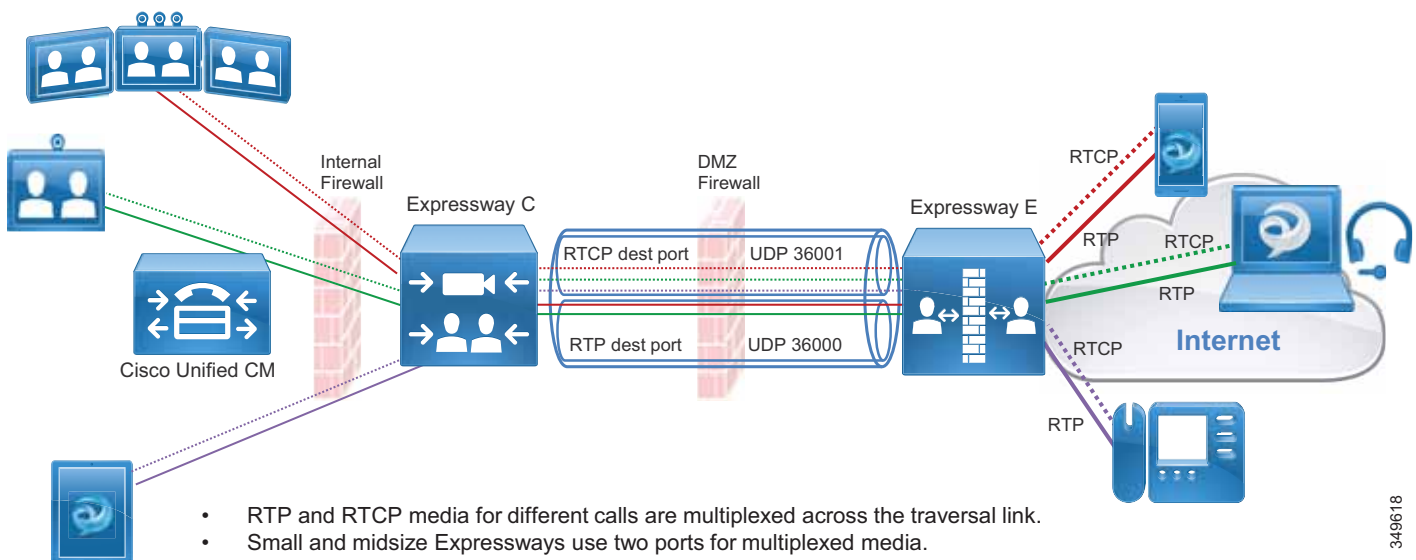 Internal
Firewall
DMZ
Firewall
Expressway C
Expressway E
RTCP dest port UDP 36001
RTP dest port UDP 36000
Cisco Unified CM
RTCP
RTP
RTCP
RTP
Internet
RTCP
RTP
• RTP and RTCP media for different calls are multiplexed across the traversal link.
• Small and midsize Expressways use two ports for multiplexed media.
349618